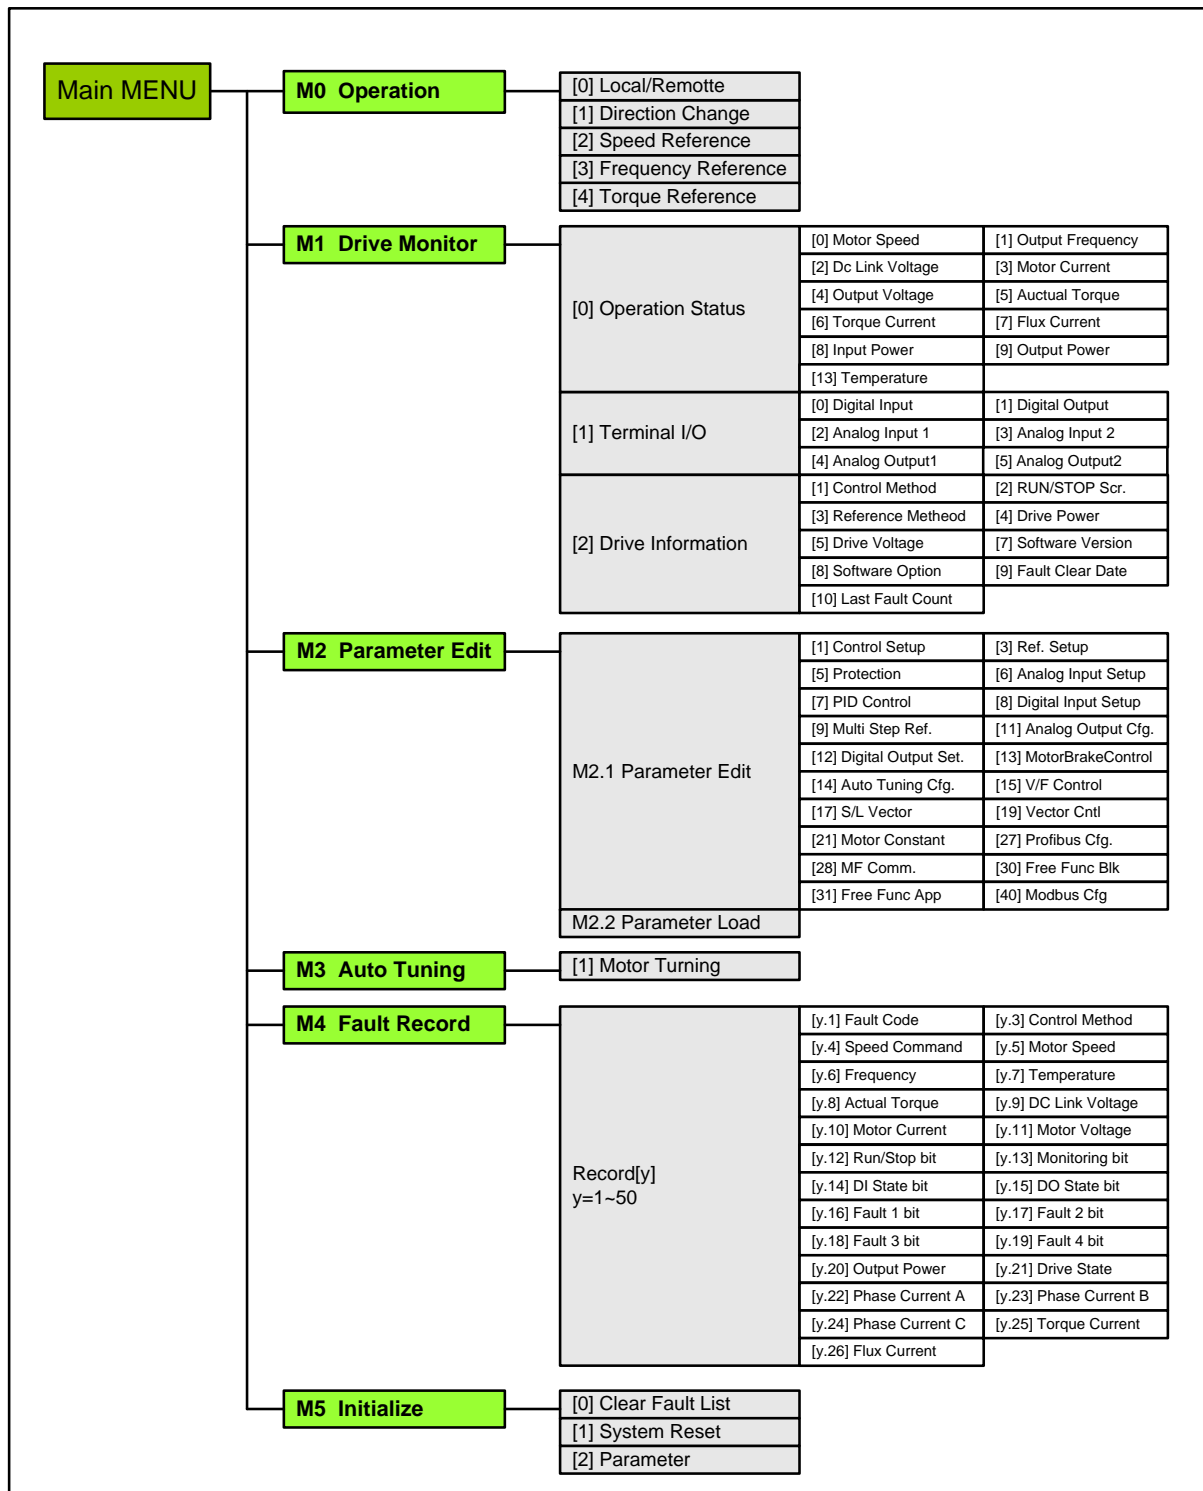 Main MENU
M0 Operation
[0] Local/Remotte
[1] Direction Change
[2] Speed Reference
[3] Frequency Reference
[4] Torque Reference
M1 Drive Monitor
[0] Operation Status
[0] Motor Speed
[1] Output Frequency
[2] Dc Link Voltage
[3] Motor Current
[4] Output Voltage
[5] Auctual Torque
[6] Torque Current
[7] Flux Current
[8] Input Power
[9] Output Power
[13] Temperature
[1] Terminal I/O
[0] Digital Input
[1] Digital Output
[2] Analog Input 1
[3] Analog Input 2
[4] Analog Output1
[5] Analog Output2
[2] Drive Information
[1] Control Method
[2] RUN/STOP Scr.
[3] Reference Metheod
[4] Drive Power
[5] Drive Voltage
[7] Software Version
[8] Software Option
[9] Fault Clear Date
[10] Last Fault Count
M2 Parameter Edit
M2.1 Parameter Edit
[1] Control Setup
[3] Ref. Setup
[5] Protection
[6] Analog Input Setup
[7] PID Control
[8] Digital Input Setup
[9] Multi Step Ref.
[11] Analog Output Cfg.
[12] Digital Output Set.
[13] MotorBrakeControl
[14] Auto Tuning Cfg.
[15] V/F Control
[17] S/L Vector
[19] Vector Cntl
[21] Motor Constant
[27] Profibus Cfg.
[28] MF Comm.
[30] Free Func Blk
[31] Free Func App
[40] Modbus Cfg
M2.2 Parameter Load
M3 Auto Tuning
[1] Motor Turning
M4 Fault Record
Record[y]
y=1~50
[y.1] Fault Code
[y.3] Control Method
[y.4] Speed Command
[y.5] Motor Speed
[y.6] Frequency
[y.7] Temperature
[y.8] Actual Torque
[y.9] DC Link Voltage
[y.10] Motor Current
[y.11] Motor Voltage
[y.12] Run/Stop bit
[y.13] Monitoring bit
[y.14] DI State bit
[y.15] DO State bit
[y.16] Fault 1 bit
[y.17] Fault 2 bit
[y.18] Fault 3 bit
[y.19] Fault 4 bit
[y.20] Output Power
[y.21] Drive State
[y.22] Phase Current A
[y.23] Phase Current B
[y.24] Phase Current C
[y.25] Torque Current
[y.26] Flux Current
M5 Initialize
[0] Clear Fault List
[1] System Reset
[2] Parameter